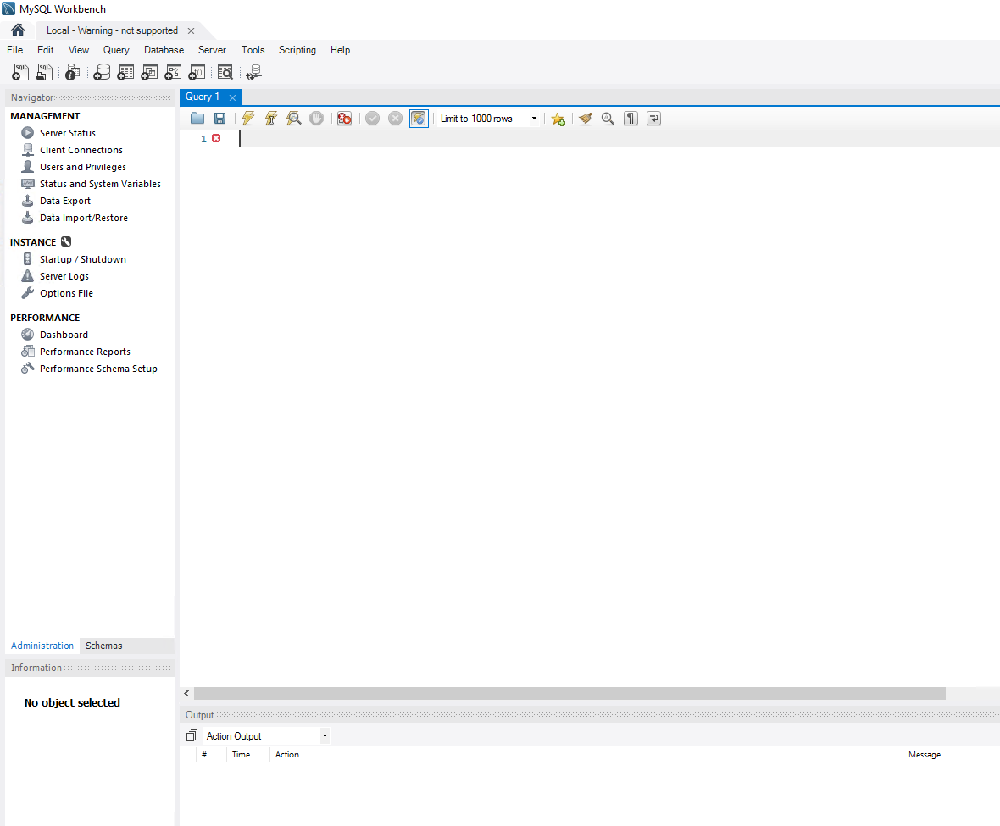 MySQL Workbench
Local - Warning - not supported
File Edit View Query Database Server Tools Scripting Help
SQL SQL
Navigator
MANAGEMENT
Server Status
Client Connections
Users and Privileges
Status and System Variables
Data Export
Data Import/Restore
INSTANCE
Startup / Shutdown
Server Logs
Options File
PERFORMANCE
Dashboard
Performance Reports
Performance Schema Setup
Administration Schemas
Information
No object selected
Query 1
Limit to 1000 rows
1
Output
Action Output
# Time Action Message